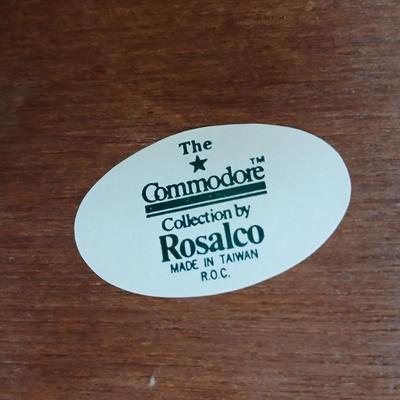 The
★
Commodore™
Collection by
Rosalco
MADE IN TAIWAN
R.O.C.